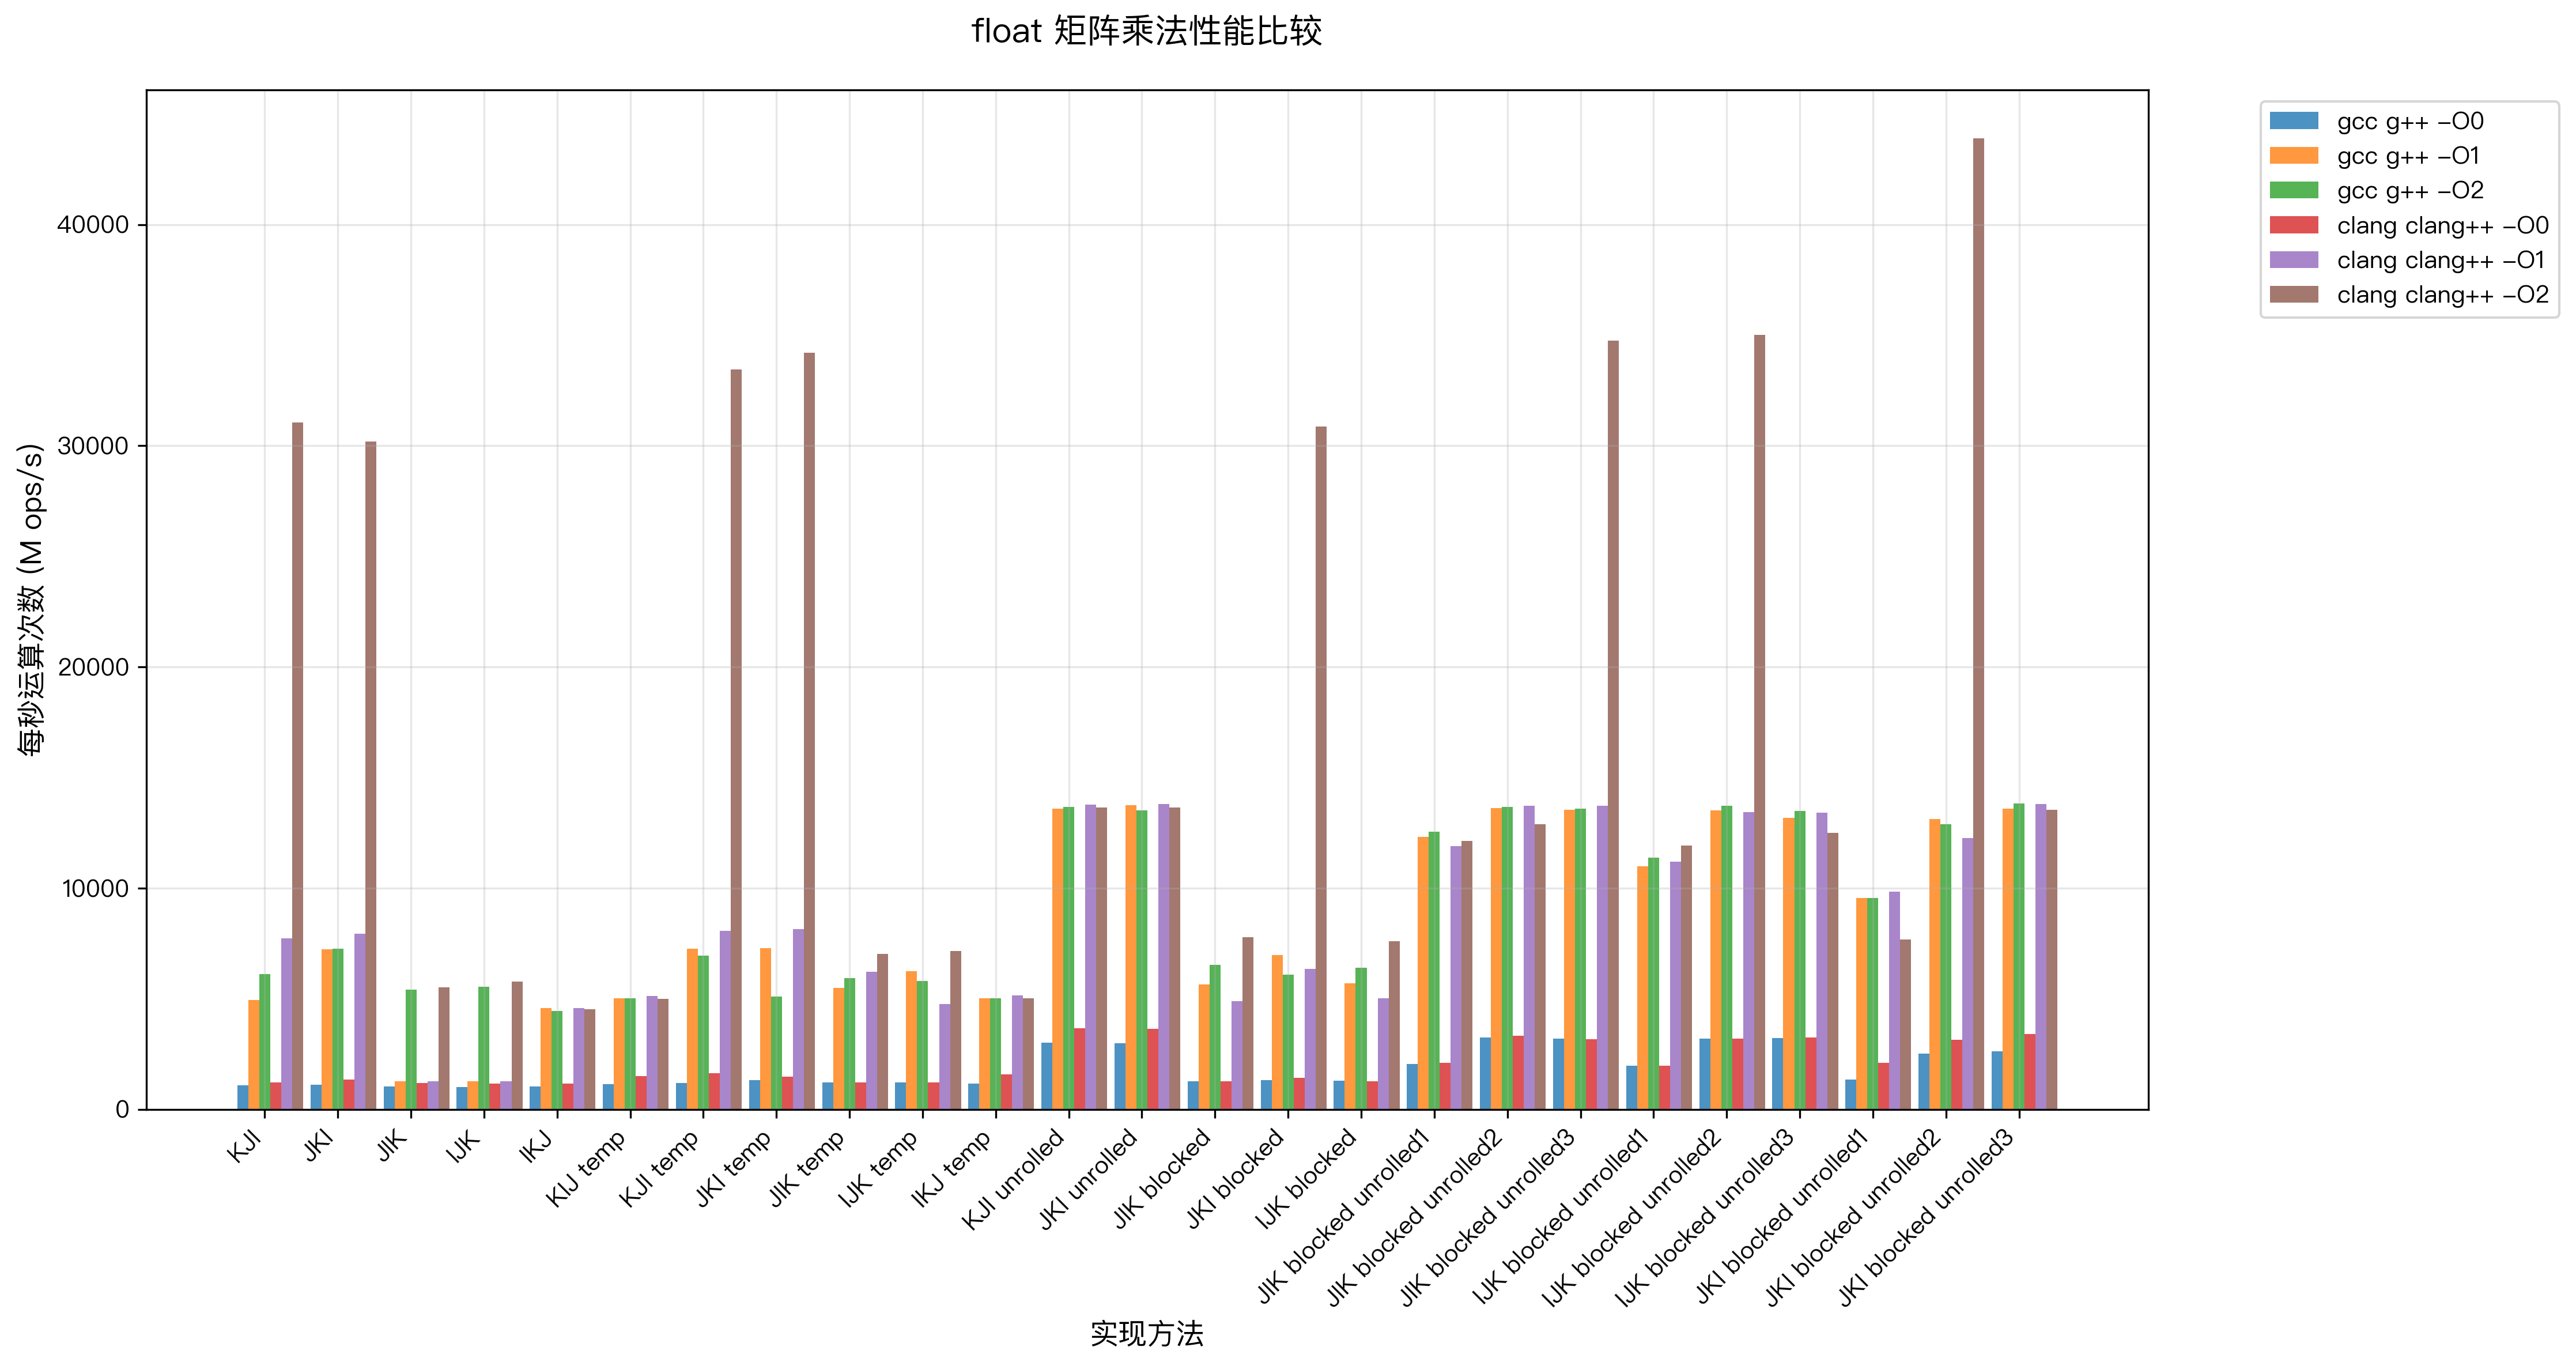 float 矩阵乘法性能比较
gcc g++ -O0
gcc g++ -O1
gcc g++ -O2
clang clang++ -O0
clang clang++ -O1
clang clang++ -O2
每秒运算次数 (M ops/s)
40000
30000
20000
10000
0
KJI
JKI
JIK
IJK
IKJ
KIJ temp
KJI temp
JKI temp
JIK temp
IJK temp
IKJ temp
KJI unrolled
JKI unrolled
JIK blocked
JKI blocked
IJK blocked
JIK blocked unrolled1
JIK blocked unrolled2
JIK blocked unrolled3
IJK blocked unrolled1
IJK blocked unrolled2
IJK blocked unrolled3
JKI blocked unrolled1
JKI blocked unrolled2
JKI blocked unrolled3
实现方法